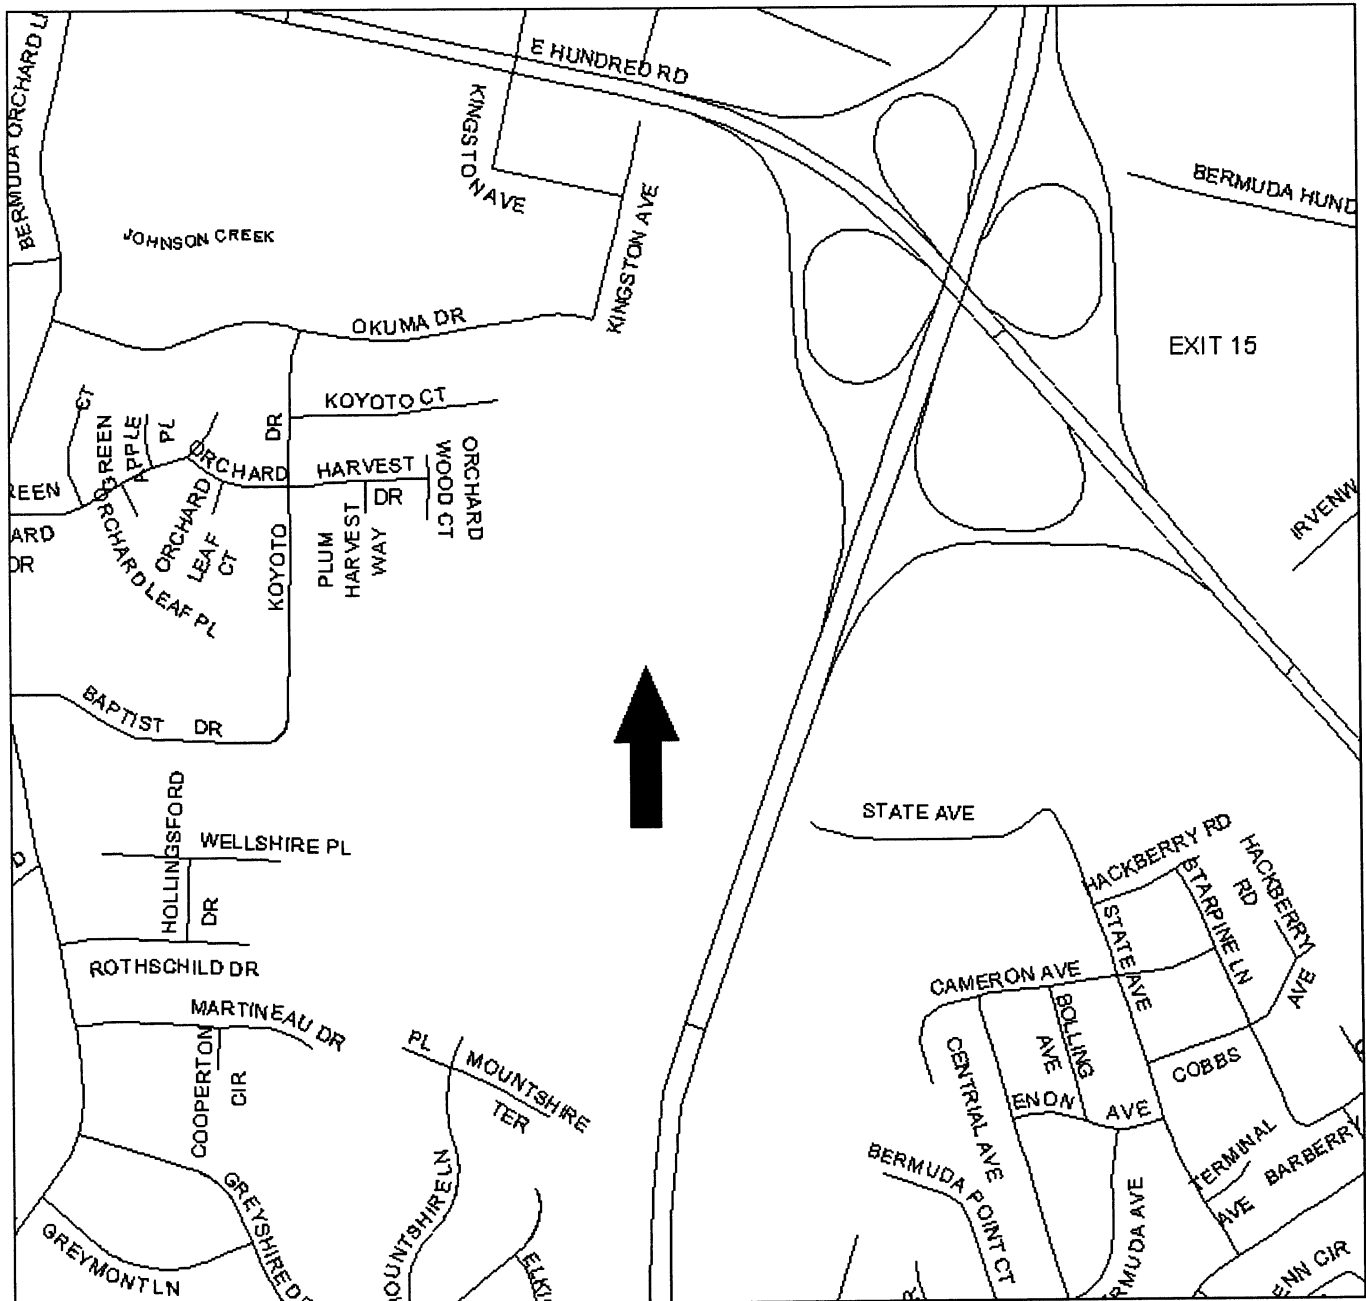 BERMUDA ORCHARD L
E HUNDRED RD
KINGSTON AVE
KINGSTON AVE
BERMUDA HUND
JOHNSON CREEK
OKUMA DR
EXIT 15
KOYOTO CT
CT
GREEN
APPLE
PL
DR
ORCHARD
HARVEST
DR
ORCHARD
WOOD CT
REEN
ARD
DR
ORCHARD LEAF PL
ORCHARD
LEAF
CT
KOYOTO
PLUM
HARVEST
WAY
IRVENW
BAPTIST DR
HOLLINGSFORD
DR
WELLSHIRE PL
STATE AVE
HACKBERRY RD
HACKBERRY
RD
STARPINE LN
STATE AVE
D
ROTHSCHILD DR
CAMERON AVE
AVE
MARTINEAU DR
COOPERTON
CIR
PL
MOUNTSHIRE
TER
BOLLING
AVE
CENTRIAL AVE
COBBS
ENON AVE
TERMINAL
AVE
BARBERRY
BERMUDA POINT CT
RMUDA AVE
GREYSHIRE D
GREYMONT LN
OUNTSHIRE LN
ELKI
ENN CIR
R